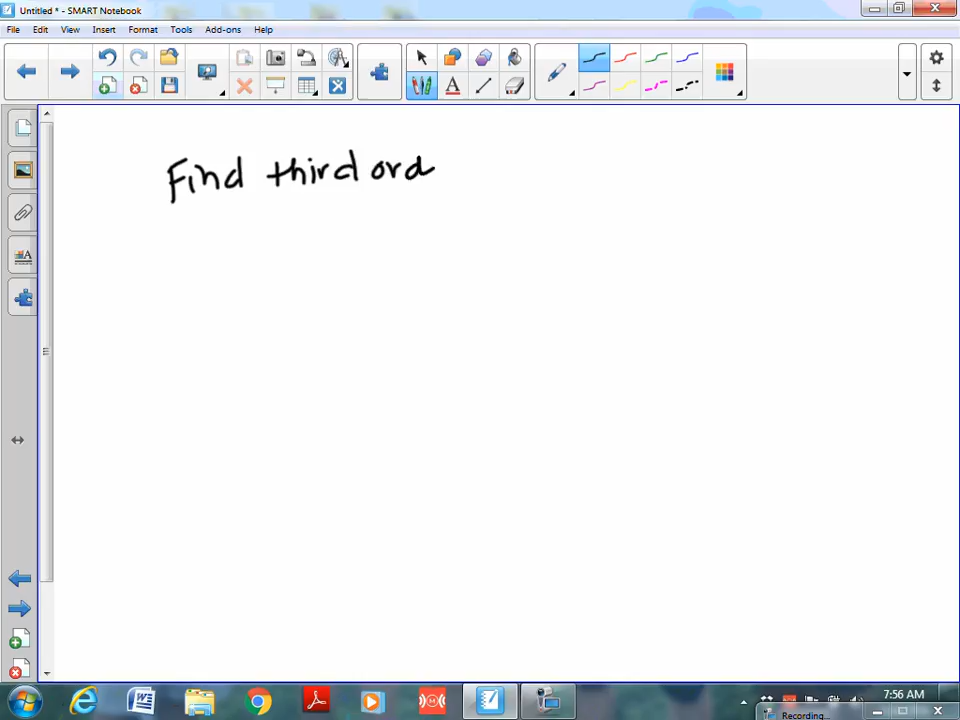 Untitled * - SMART Notebook
File Edit View Insert Format Tools Add-ons Help
Find third ord
7:56 AM
Recording...